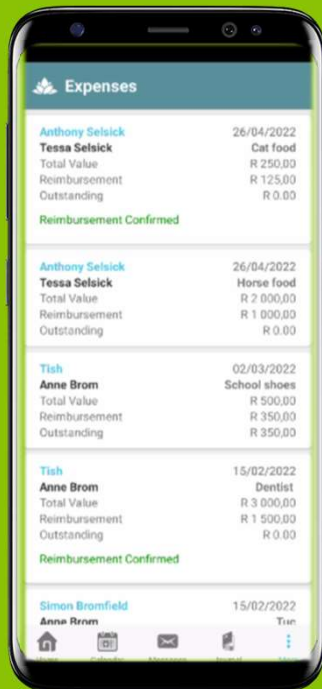 Expenses
Anthony Selsick 26/04/2022
Tessa Selsick Cat food
Total Value R 250,00
Reimbursement R 125,00
Outstanding R 0.00
Reimbursement Confirmed
Anthony Selsick 26/04/2022
Tessa Selsick Horse food
Total Value R 2 000,00
Reimbursement R 1 000,00
Outstanding R 0.00
Tish 02/03/2022
Anne Brom School shoes
Total Value R 500,00
Reimbursement R 350,00
Outstanding R 350,00
Tish 15/02/2022
Anne Brom Dentist
Total Value R 3 000,00
Reimbursement R 1 500,00
Outstanding R 0.00
Reimbursement Confirmed
Simon Bromfield 15/02/2022
Anne Brom